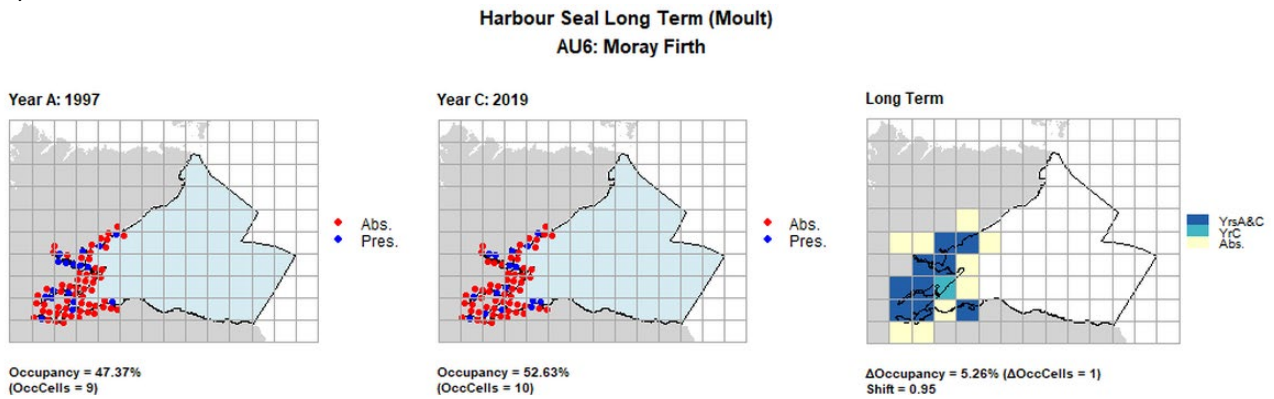 Harbour Seal Long Term (Moult)
AU6: Moray Firth
Year A: 1997
Abs.
Pres.
Occupancy = 47.37%
(OccCells = 9)
Year C: 2019
Abs.
Pres.
Occupancy = 52.63%
(OccCells = 10)
Long Term
YrsA&C
YrC
Abs.
ΔOccupancy = 5.26% (ΔOccCells = 1)
Shift = 0.95